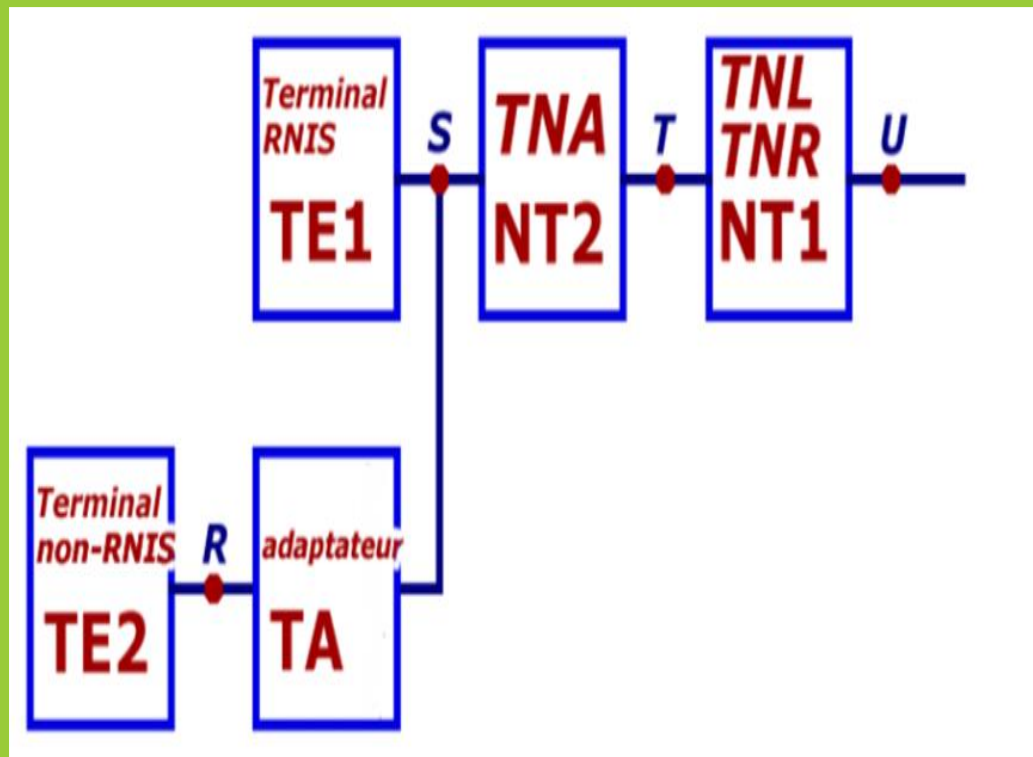 Terminal
RNIS
TE1
S
TNA
NT2
T
TNL
TNR
NT1
U
Terminal
non-RNIS
TE2
R
adaptateur
TA